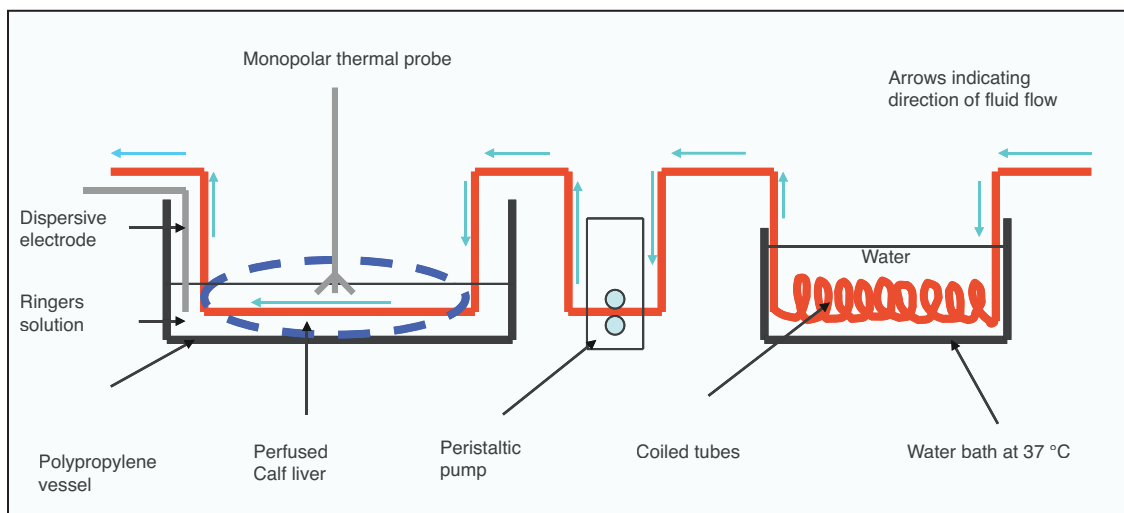 Monopolar thermal probe
Arrows indicating
direction of fluid flow
Dispersive
electrode
Water
Ringers
solution
Polypropylene
vessel
Perfused
Calf liver
Peristaltic
pump
Coiled tubes
Water bath at 37 °C